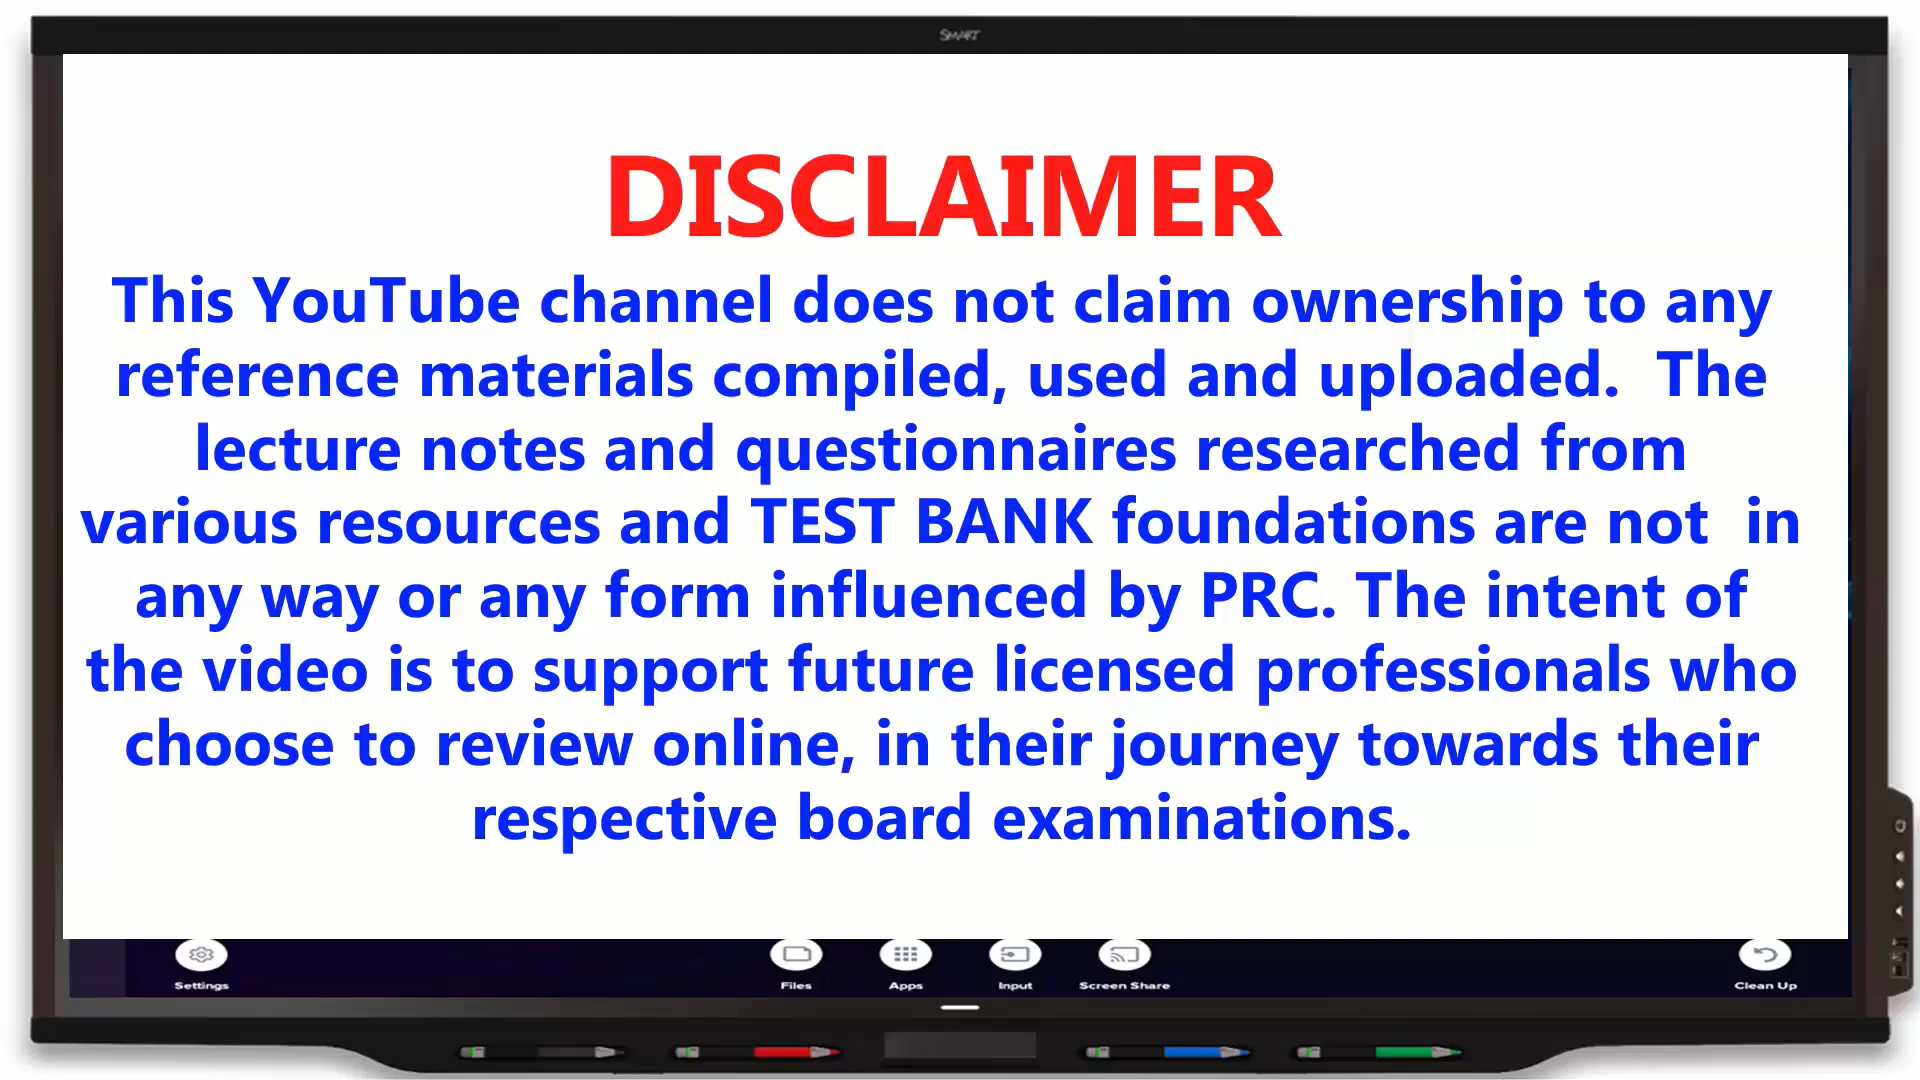 SMART
DISCLAIMER
This YouTube channel does not claim ownership to any
reference materials compiled, used and uploaded.  The
lecture notes and questionnaires researched from
various resources and TEST BANK foundations are not  in
any way or any form influenced by PRC. The intent of
the video is to support future licensed professionals who
choose to review online, in their journey towards their
respective board examinations.
Settings
Files
Apps
Input
Screen Share
Clean Up